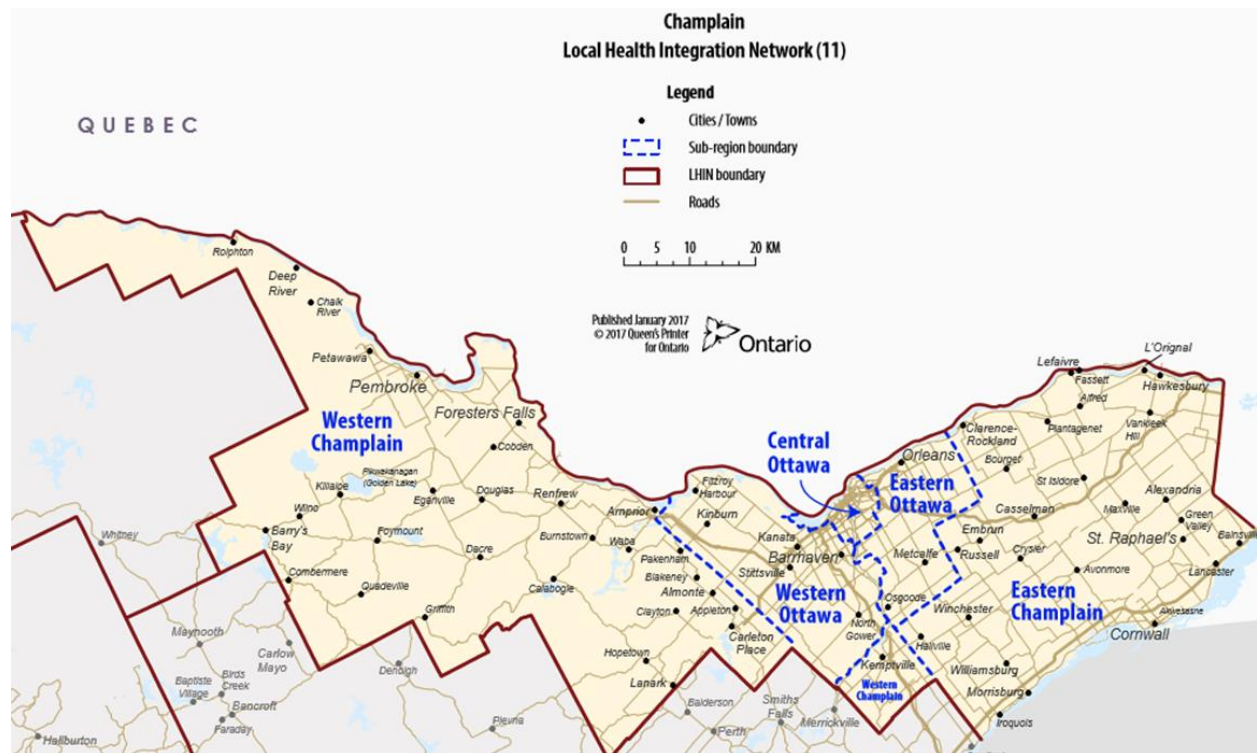 Champlain
Local Health Integration Network (11)
Legend
Cities / Towns
Sub-region boundary
LHIN boundary
Roads
0 5 10 20 KM
Published January 2017
© 2017 Queen's Printer
for Ontario
Ontario
QUEBEC
Rolphton
Deep
River
Chalk
River
Petawawa
Pembroke
Foresters Falls
Western
Champlain
Cobden
Pikwakanagan
(Golden Lake)
Killaloe
Eganville
Douglas
Renfrew
Wilno
Barry's
Bay
Foymount
Whitney
Combermere
Quadeville
Dacre
Burnstown
Waba
Arnprior
Calabogie
Griffith
Pakenham
Blakeney
Almonte
Clayton
Appleton
Carleton
Place
Hopetown
Lanark
Fitzroy
Harbour
Kinburn
Kanata
Barrhaven
Stittsville
Western
Ottawa
Central
Ottawa
Orleans
Eastern
Ottawa
Metcalfe
Osgoode
North
Gower
Kemptville
Western
Champlain
Hallville
Winchester
Williamsburg
Morrisburg
Iroquois
Lefaivre
L'Orignal
Fassett
Hawkesbury
Alfred
Clarence-
Rockland
Plantagenet
Vankleek
Hill
Bourget
St Isidore
Casselman
Maxville
Alexandria
Green
Valley
Embrun
Russell
Crysler
St. Raphael's
Bainsville
Avonmore
Lancaster
Eastern
Champlain
Akwesasne
Cornwall
Maynooth
Carlow
Mayo
Denbigh
Baptiste
Village
Birds
Creek
Bancroft
Faraday
Haliburton
Plevna
Balderson
Perth
Smiths
Falls
Merrickville